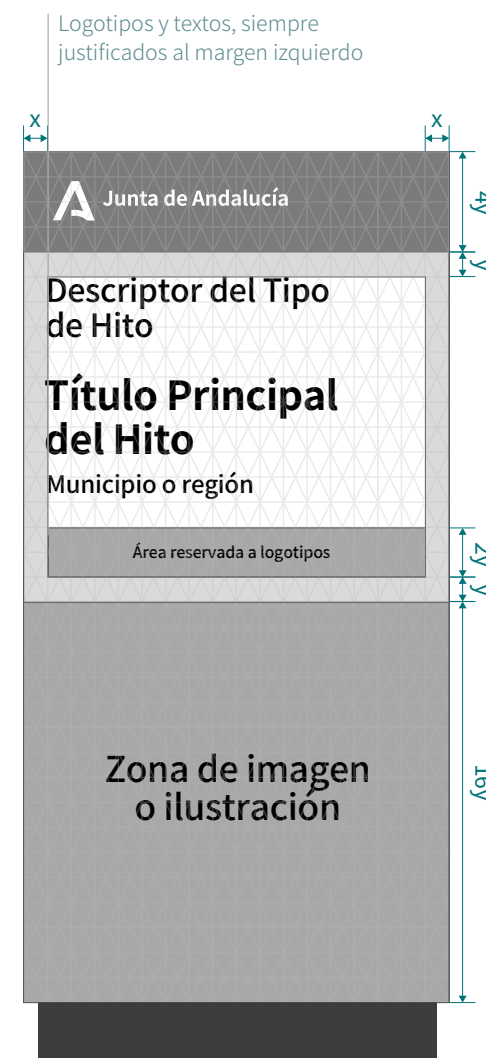 Logotipos y textos, siempre
justificados al margen izquierdo
x
x
Junta de Andalucía
4y
y
Descriptor del Tipo
de Hito
Título Principal
del Hito
Municipio o región
Área reservada a logotipos
2y
y
Zona de imagen
o ilustración
16y